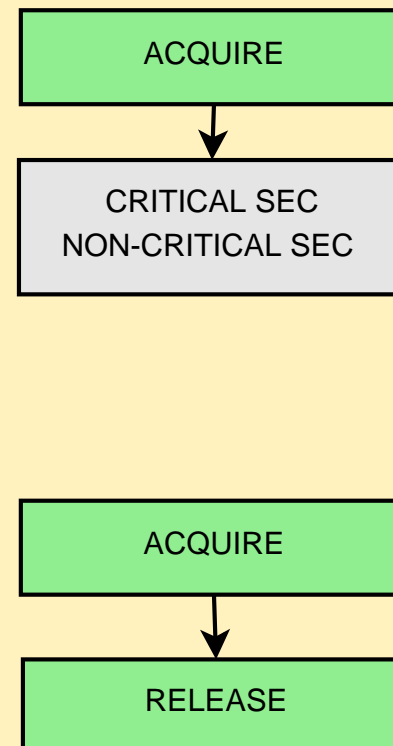 ACQUIRE
CRITICAL SEC
NON-CRITICAL SEC
ACQUIRE
RELEASE